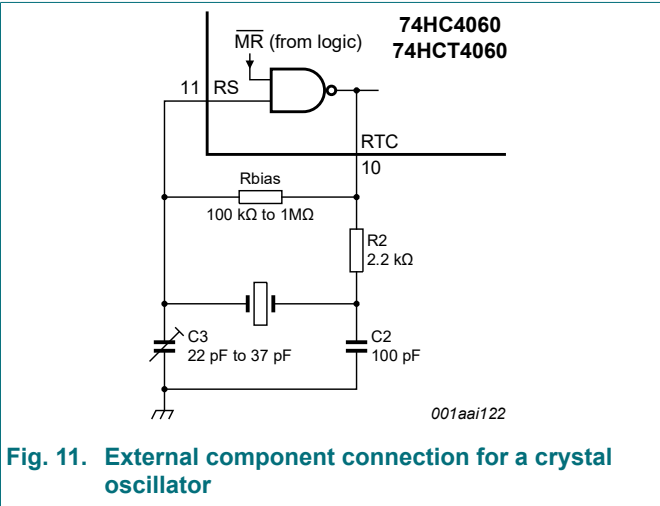 74HC4060
74HCT4060
MR (from logic)
11 RS
RTC
10
Rbias
100 kΩ to 1MΩ
R2
2.2 kΩ
C3
22 pF to 37 pF
C2
100 pF
001aai122
Fig. 11. External component connection for a crystal
oscillator